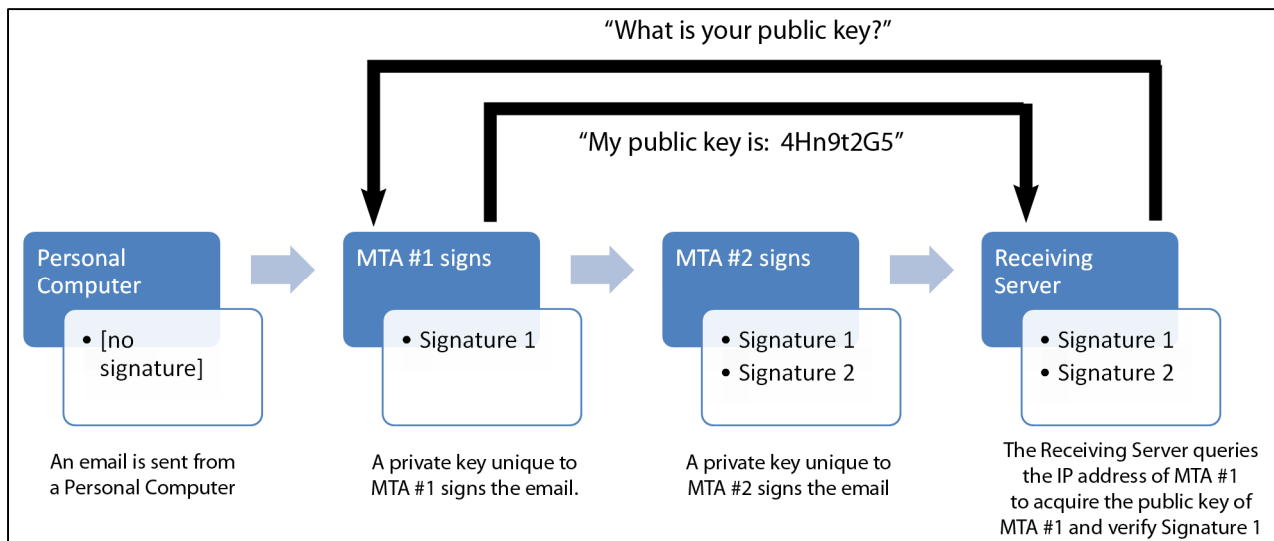 “What is your public key?”
“My public key is:  4Hn9t2G5”
Personal
Computer
• [no
signature]
An email is sent from
a Personal Computer
MTA #1 signs
• Signature 1
A private key unique to
MTA #1 signs the email.
MTA #2 signs
• Signature 1
• Signature 2
A private key unique to
MTA #2 signs the email
Receiving
Server
• Signature 1
• Signature 2
The Receiving Server queries
the IP address of MTA #1
to acquire the public key of
MTA #1 and verify Signature 1